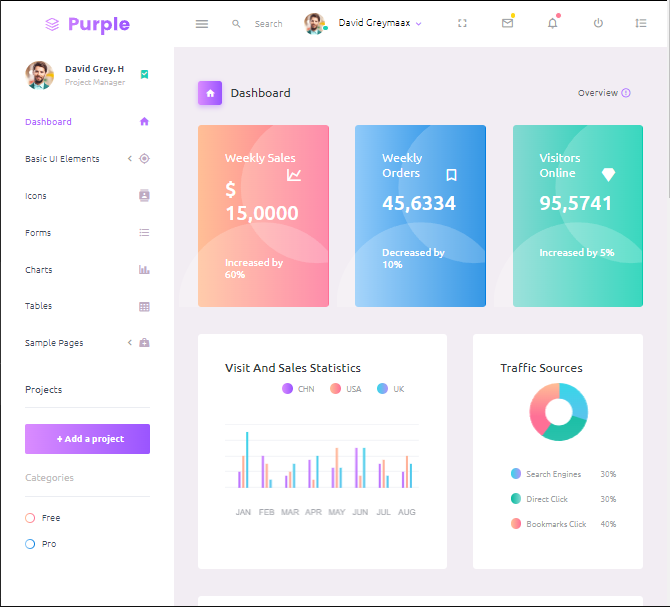 Purple
Search
David Greymaax
David Grey. H
Project Manager
Dashboard
Basic UI Elements
Icons
Forms
Charts
Tables
Sample Pages
Projects
+ Add a project
Categories
Free
Pro
Dashboard
Overview
Weekly Sales
$
15,0000
Increased by
60%
Weekly
Orders
45,6334
Decreased by
10%
Visitors
Online
95,5741
Increased by 5%
Visit And Sales Statistics
CHN USA UK
JAN FEB MAR APR MAY JUN JUL AUG
Traffic Sources
Search Engines 30%
Direct Click 30%
Bookmarks Click 40%